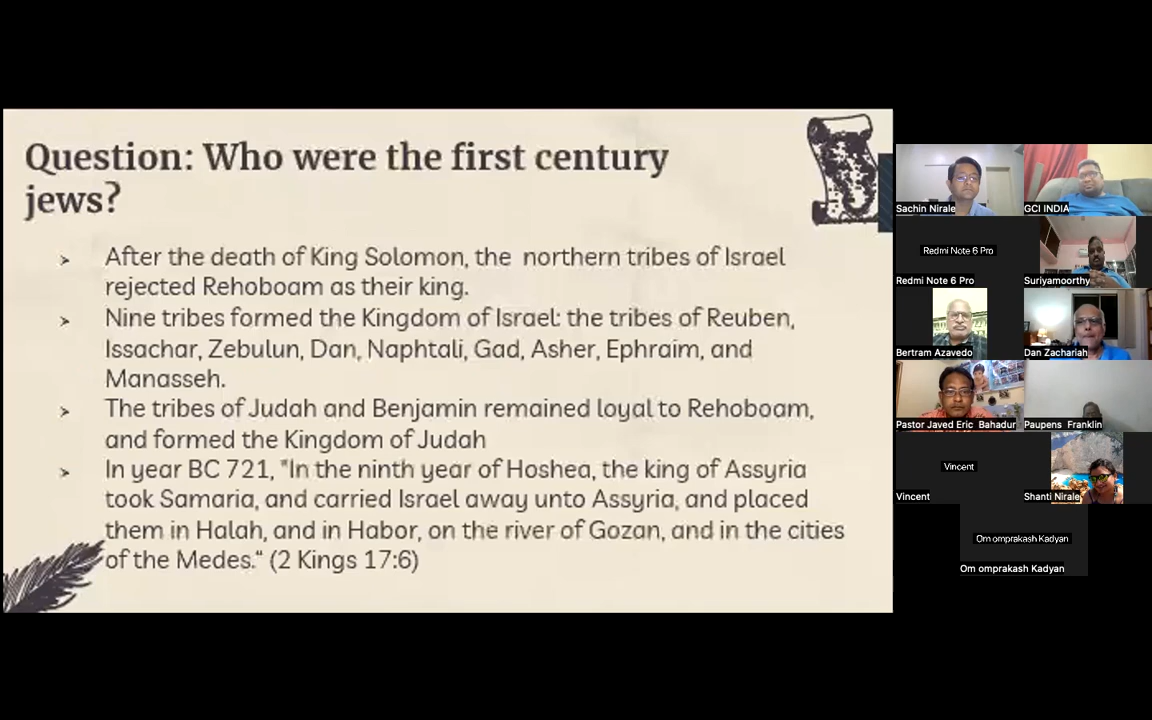 Question: Who were the first century
jews?
After the death of King Solomon, the northern tribes of Israel
rejected Rehoboam as their king.
Nine tribes formed the Kingdom of Israel: the tribes of Reuben,
Issachar, Zebulun, Dan, Naphtali, Gad, Asher, Ephraim, and
Manasseh.
The tribes of Judah and Benjamin remained loyal to Rehoboam,
and formed the Kingdom of Judah
In year BC 721, "In the ninth year of Hoshea, the king of Assyria
took Samaria, and carried Israel away unto Assyria, and placed
them in Halah, and in Habor, on the river of Gozan, and in the cities
of the Medes." (2 Kings 17:6)
Sachin Nirale
GCI INDIA
Redmi Note 6 Pro
Redmi Note 6 Pro
Suriyamoorthy
Bertram Azavedo
Dan Zachariah
Pastor Javed Eric Bahadur
Paupens Franklin
Vincent
Vincent
Shanti Nirale
Om omprakash Kadyan
Om omprakash Kadyan